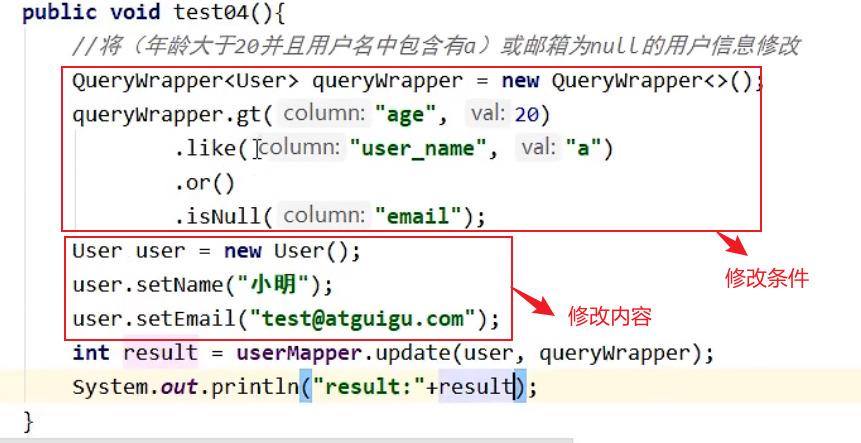 public void test04(){
//将（年龄大于20并且用户名中包含有a）或邮箱为null的用户信息修改
QueryWrapper<User> queryWrapper = new QueryWrapper<>();
queryWrapper.gt( column: "age", val: 20)
.like( column: "user_name", val: "a")
.or()
.isNull( column: "email");
User user = new User();
修改条件
user.setName("小明");
user.setEmail("test@atguigu.com");
修改内容
int result = userMapper.update(user, queryWrapper);
System.out.println("result:"+result);
}